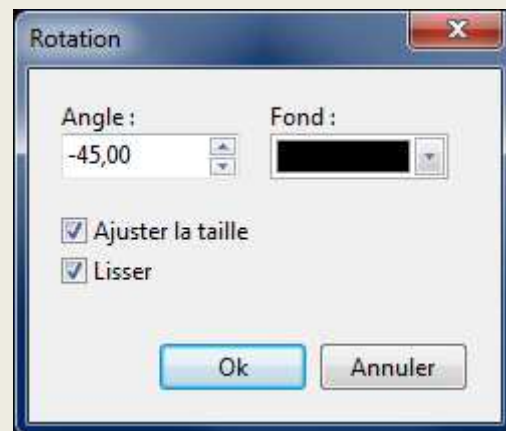 Rotation
Angle : Fond :
-45,00
Ajuster la taille
Lisser
Ok Annuler